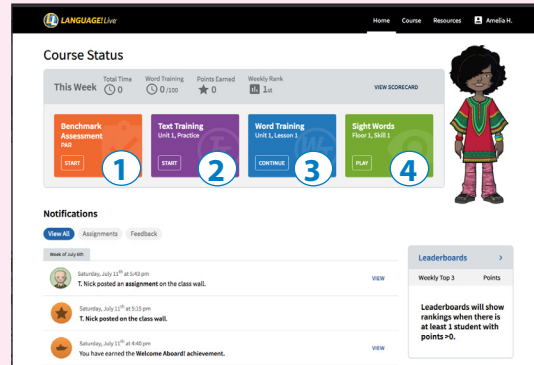 LANGUAGE! Live
Home Course Resources Amelia H.
Course Status
This Week
Total Time
0
Word Training
0 /100
Points Earned
0
Weekly Rank
1st
VIEW SCORECARD
Benchmark
Assessment
PAR
START
1
Text Training
Unit 1, Practice
START
2
Word Training
Unit 1, Lesson 1
CONTINUE
3
Sight Words
Floor 1, Skill 1
PLAY
4
Notifications
View All Assignments Feedback
Week of July 6th
Saturday, July 11th at 5:42 pm
T. Nick posted an assignment on the class wall.
VIEW
Saturday, July 11th at 5:15 pm
T. Nick posted on the class wall.
Saturday, July 11th at 4:40 pm
You have earned the Welcome Aboard! achievement.
VIEW
Leaderboards >
Weekly Top 3 Points
Leaderboards will show
rankings when there is
at least 1 student with
points >0.